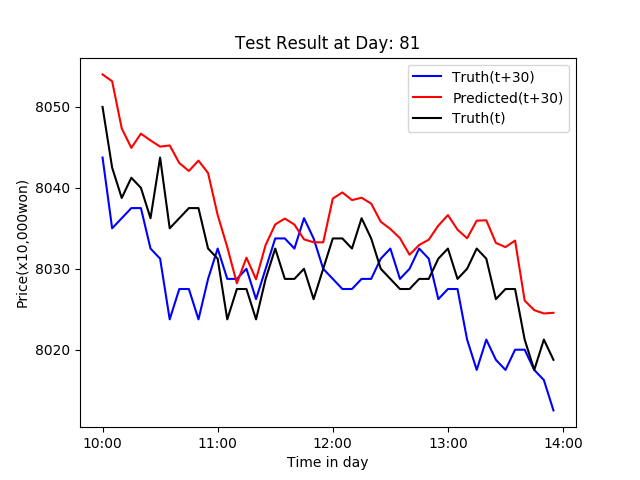 Test Result at Day: 81
Truth(t+30)
Predicted(t+30)
Truth(t)
Price(x10,000won)
8050
8040
8030
8020
10:00
11:00
12:00
13:00
14:00
Time in day